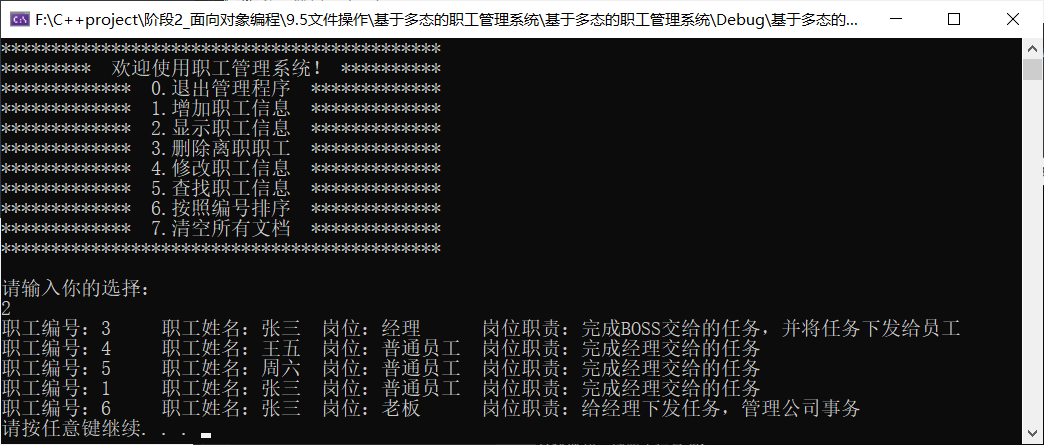 F:\C++project\阶段2_面向对象编程\9.5文件操作\基于多态的职工管理系统\基于多态的职工管理系统\Debug\基于多态的...
********************************************
*********  欢迎使用职工管理系统！ **********
*************  0.退出管理程序  *************
*************  1.增加职工信息  *************
*************  2.显示职工信息  *************
*************  3.删除离职职工  *************
*************  4.修改职工信息  *************
*************  5.查找职工信息  *************
*************  6.按照编号排序  *************
*************  7.清空所有文档  *************
********************************************
请输入你的选择：
2
职工编号：3     职工姓名：张三  岗位：经理      岗位职责：完成BOSS交给的任务，并将任务下发给员工
职工编号：4     职工姓名：王五  岗位：普通员工  岗位职责：完成经理交给的任务
职工编号：5     职工姓名：周六  岗位：普通员工  岗位职责：完成经理交给的任务
职工编号：1     职工姓名：张三  岗位：普通员工  岗位职责：完成经理交给的任务
职工编号：6     职工姓名：张三  岗位：老板      岗位职责：给经理下发任务，管理公司事务
请按任意键继续. . .